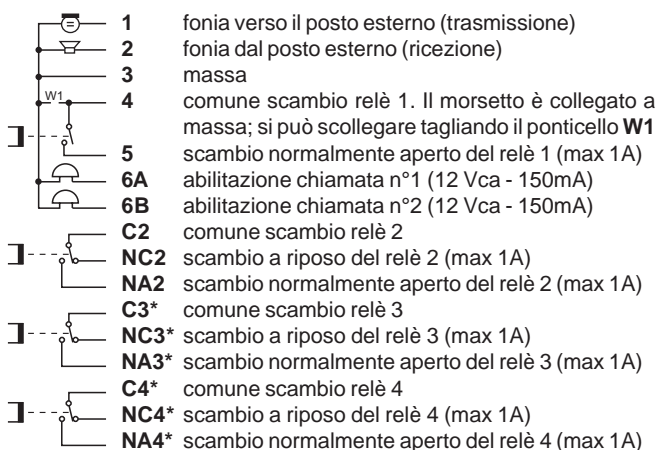 1 fonia verso il posto esterno (trasmissione)
2 fonia dal posto esterno (ricezione)
3 massa
W1
4 comune scambio relè 1. Il morsetto è collegato a
massa; si può scollegare tagliando il ponticello W1
5 scambio normalmente aperto del relè 1 (max 1A)
6A abilitazione chiamata n°1 (12 Vca - 150mA)
6B abilitazione chiamata n°2 (12 Vca - 150mA)
C2 comune scambio relè 2
NC2 scambio a riposo del relè 2 (max 1A)
NA2 scambio normalmente aperto del relè 2 (max 1A)
C3* comune scambio relè 3
NC3* scambio a riposo del relè 3 (max 1A)
NA3* scambio normalmente aperto del relè 3 (max 1A)
C4* comune scambio relè 4
NC4* scambio a riposo del relè 4 (max 1A)
NA4* scambio normalmente aperto del relè 4 (max 1A)